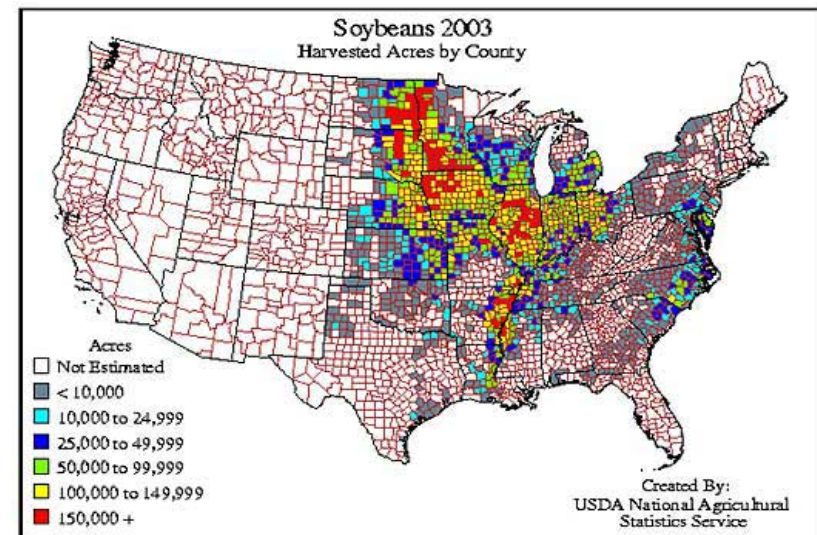 Soybeans 2003
Harvested Acres by County
Acres
Not Estimated
< 10,000
10,000 to 24,999
25,000 to 49,999
50,000 to 99,999
100,000 to 149,999
150,000 +
Created By:
USDA National Agricultural
Statistics Service